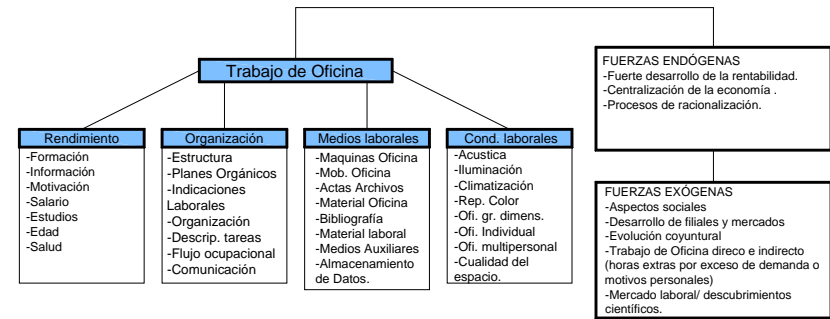 Trabajo de Oficina
Rendimiento
-Formación
-Información
-Motivación
-Salario
-Estudios
-Edad
-Salud
Organización
-Estructura
-Planes Orgánicos
-Indicaciones
Laborales
-Organización
-Descrip. tareas
-Flujo ocupacional
-Comunicación
Medios laborales
-Maquinas Oficina
-Mob. Oficina
-Actas Archivos
-Material Oficina
-Bibliografía
-Material laboral
-Medios Auxiliares
-Almacenamiento
de Datos.
Cond. laborales
-Acustica
-Iluminación
-Climatización
-Rep. Color
-Ofi. gr. dimens.
-Ofi. Individual
-Ofi. multipersonal
-Cualidad del
espacio.
FUERZAS ENDÓGENAS
-Fuerte desarrollo de la rentabilidad.
-Centralización de la economía .
-Procesos de racionalización.
FUERZAS EXÓGENAS
-Aspectos sociales
-Desarrollo de filiales y mercados
-Evolución coyuntural
-Trabajo de Oficina direco e indirecto
(horas extras por exceso de demanda o
motivos personales)
-Mercado laboral/ descubrimientos
científicos.